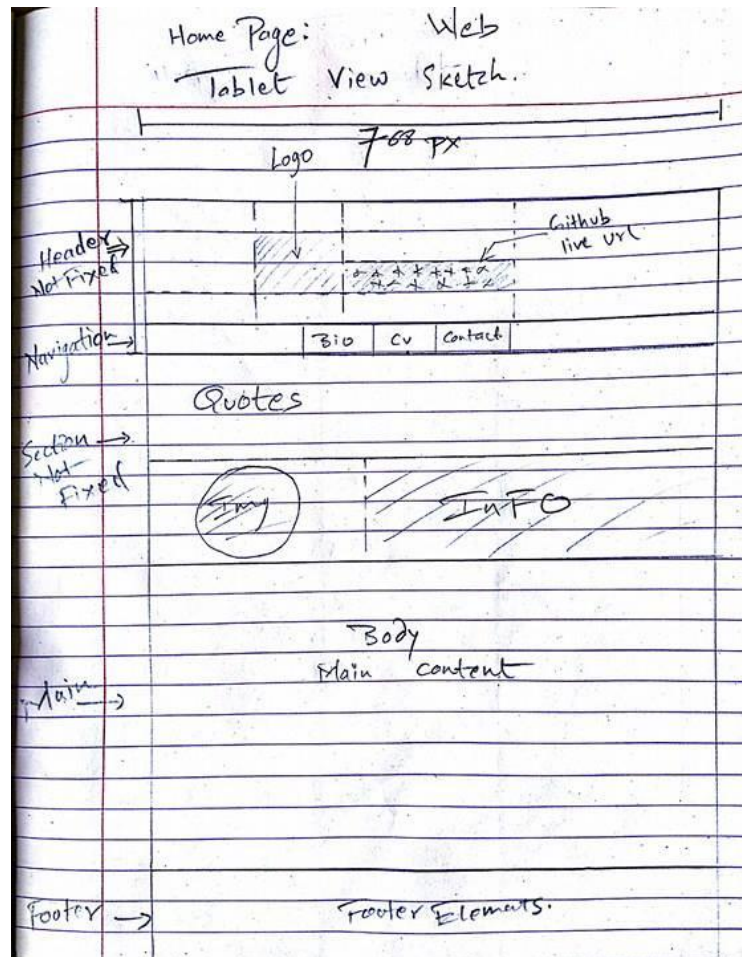 Home Page: Web
Tablet View Sketch.
768 px
Logo
Github
live url
Header
Not Fixed
Navigation
Bio
Cv
Contact
Quotes
Section
Not
Fixed
Img
InFO
Body
Main content
Main
Footer
Footer Elements.